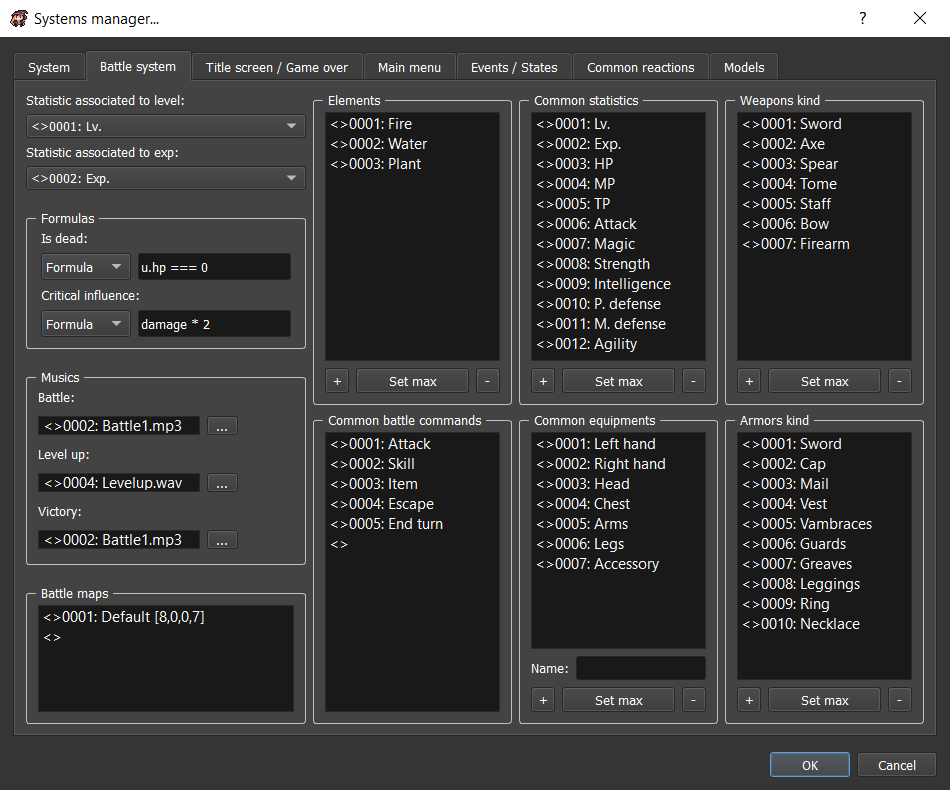 Systems manager...
System
Battle system
Title screen / Game over
Main menu
Events / States
Common reactions
Models
Statistic associated to level:
<>0001: Lv.
Statistic associated to exp:
<>0002: Exp.
Formulas
Is dead:
Formula
u.hp === 0
Critical influence:
Formula
damage * 2
Musics
Battle:
<>0002: Battle1.mp3
...
Level up:
<>0004: Levelup.wav
...
Victory:
<>0002: Battle1.mp3
...
Battle maps
<>0001: Default [8,0,0,7]
<>
Elements
<>0001: Fire
<>0002: Water
<>0003: Plant
+
Set max
-
Common battle commands
<>0001: Attack
<>0002: Skill
<>0003: Item
<>0004: Escape
<>0005: End turn
<>
Common statistics
<>0001: Lv.
<>0002: Exp.
<>0003: HP
<>0004: MP
<>0005: TP
<>0006: Attack
<>0007: Magic
<>0008: Strength
<>0009: Intelligence
<>0010: P. defense
<>0011: M. defense
<>0012: Agility
+
Set max
-
Common equipments
<>0001: Left hand
<>0002: Right hand
<>0003: Head
<>0004: Chest
<>0005: Arms
<>0006: Legs
<>0007: Accessory
Name:
+
Set max
-
Weapons kind
<>0001: Sword
<>0002: Axe
<>0003: Spear
<>0004: Tome
<>0005: Staff
<>0006: Bow
<>0007: Firearm
+
Set max
-
Armors kind
<>0001: Sword
<>0002: Cap
<>0003: Mail
<>0004: Vest
<>0005: Vambraces
<>0006: Guards
<>0007: Greaves
<>0008: Leggings
<>0009: Ring
<>0010: Necklace
+
Set max
-
OK
Cancel